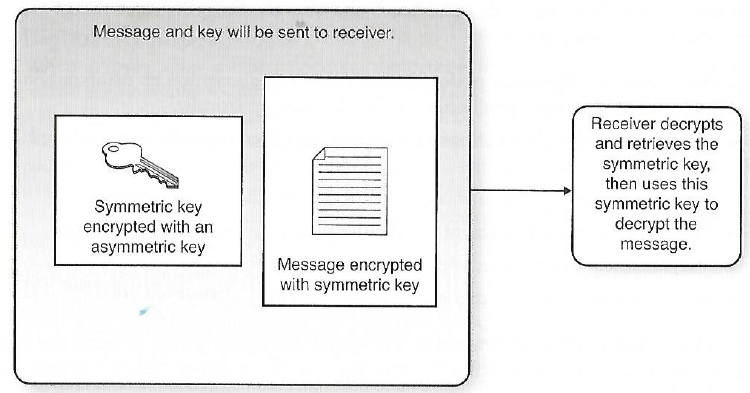 Message and key will be sent to receiver.
Symmetric key
encrypted with an
asymmetric key
Message encrypted
with symmetric key
Receiver decrypts
and retrieves the
symmetric key,
then uses this
symmetric key to
decrypt the
message.